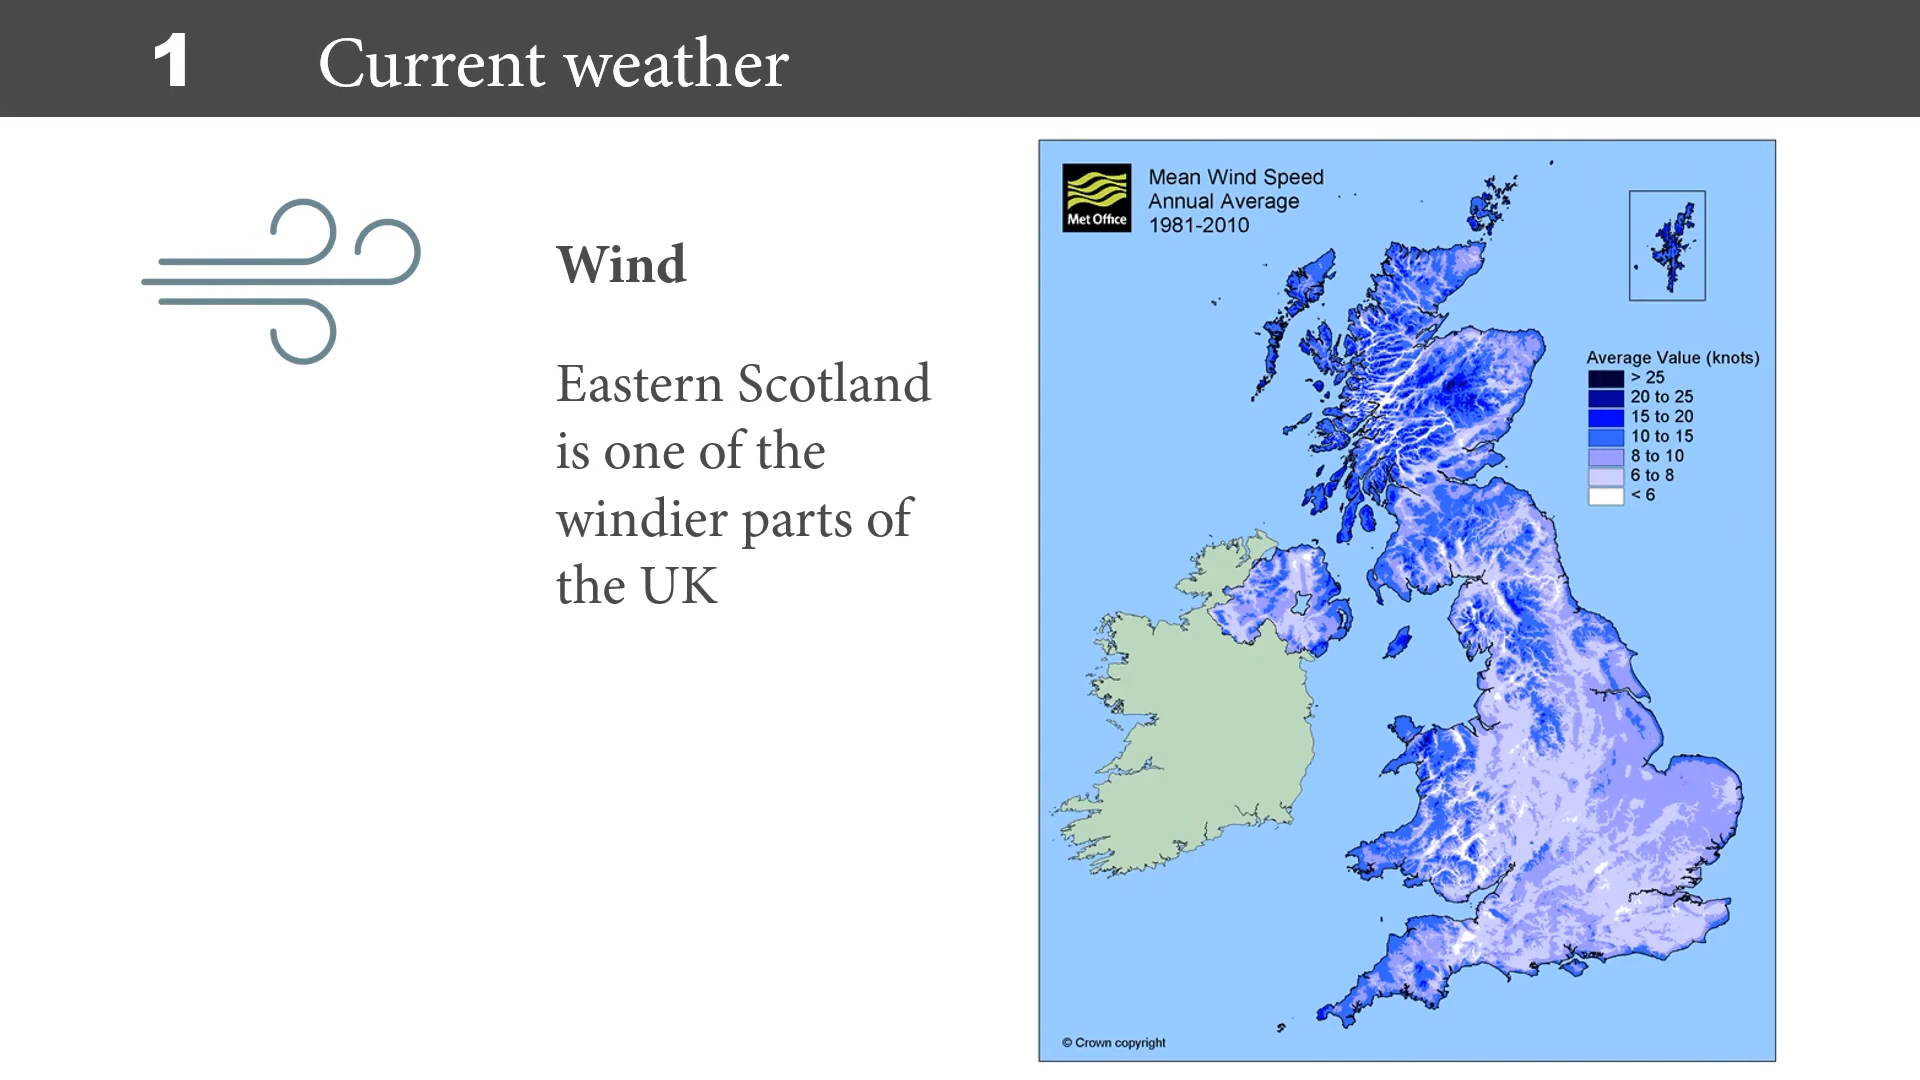 1 Current weather
Wind
Eastern Scotland
is one of the
windier parts of
the UK
Met Office
Mean Wind Speed
Annual Average
1981-2010
Average Value (knots)
> 25
20 to 25
15 to 20
10 to 15
8 to 10
6 to 8
< 6
© Crown copyright